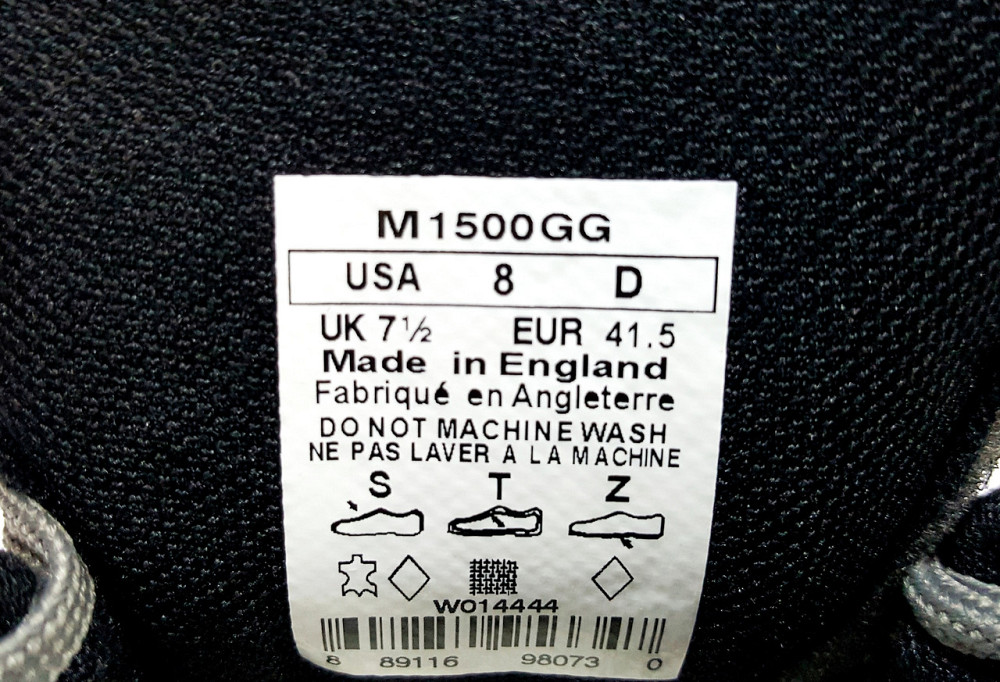 M1500GG
USA 8 D
UK 7½ EUR 41.5
Made in England
Fabriqué en Angleterre
DO NOT MACHINE WASH
NE PAS LAVER A LA MACHINE
S T Z
W014444
8 89116 98073 0